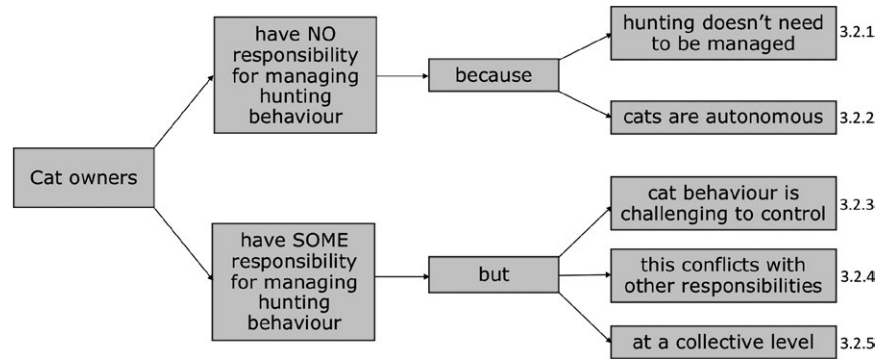 Cat owners
have NO
responsibility
for managing
hunting
behaviour
because
hunting doesn't need
to be managed
3.2.1
cats are autonomous
3.2.2
have SOME
responsibility
for managing
hunting
behaviour
but
cat behaviour is
challenging to control
3.2.3
this conflicts with
other responsibilities
3.2.4
at a collective level
3.2.5